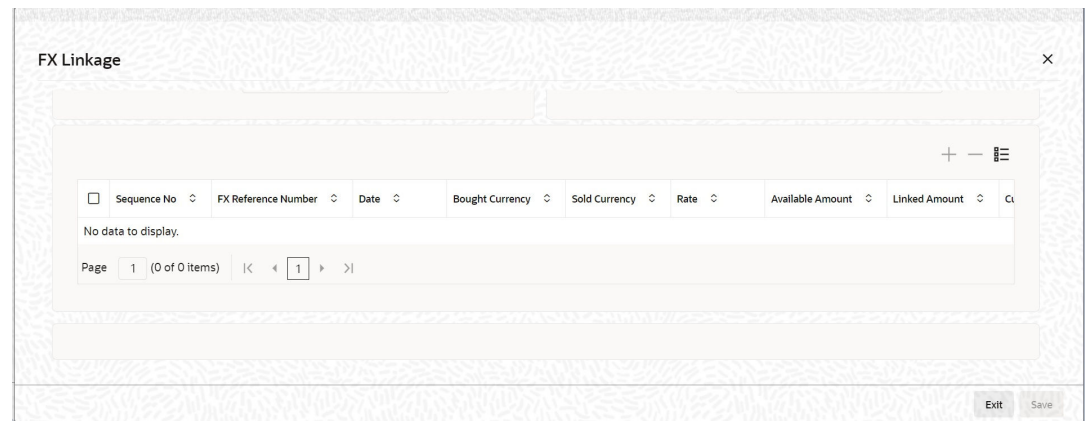 FX Linkage
Sequence No FX Reference Number Date Bought Currency Sold Currency Rate Available Amount Linked Amount
No data to display.
Page 1 (0 of 0 items) 1
Exit Save